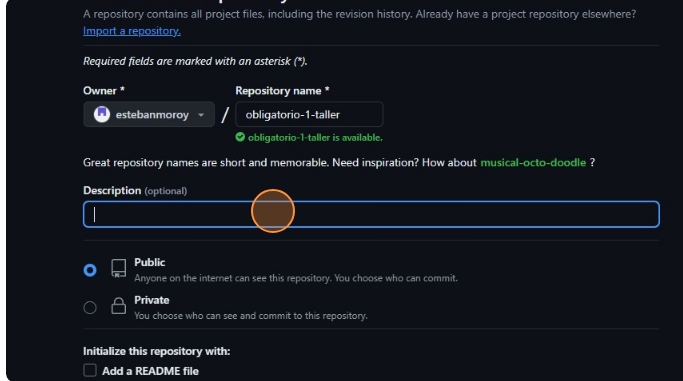 A repository contains all project files, including the revision history. Already have a project repository elsewhere?
Import a repository.
Required fields are marked with an asterisk (*).
Owner * Repository name *
estebanmoroy / obligatorio-1-taller
obligatorio-1-taller is available.
Great repository names are short and memorable. Need inspiration? How about musical-octo-doodle ?
Description (optional)
Public
Anyone on the internet can see this repository. You choose who can commit.
Private
You choose who can see and commit to this repository.
Initialize this repository with:
Add a README file